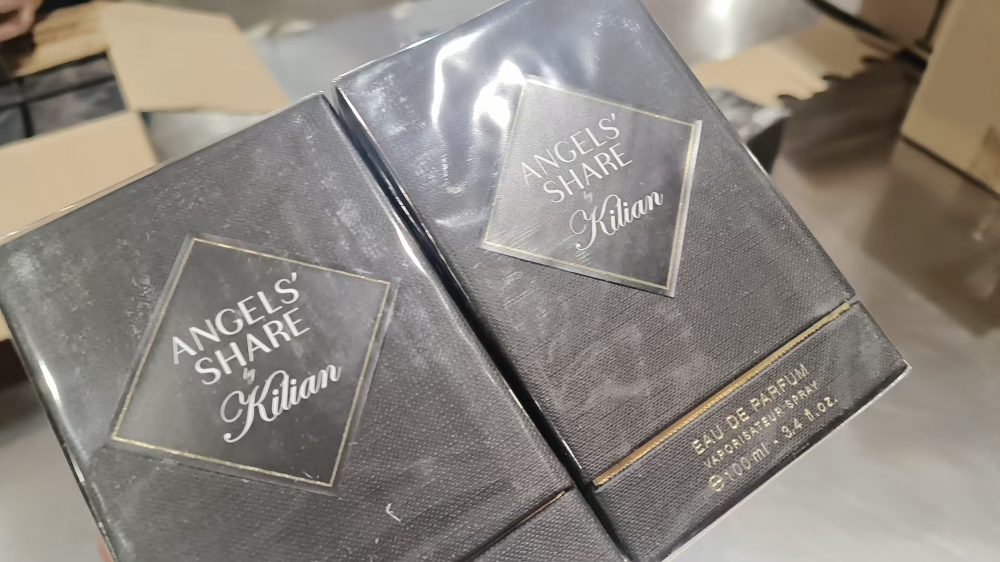 ANGELS'
SHARE
by
Kilian
ANGELS'
SHARE
by
Kilian
EAU DE PARFUM
VAPORISATEUR·SPRAY
℮ 100 ml - 3.4 fl.oz.